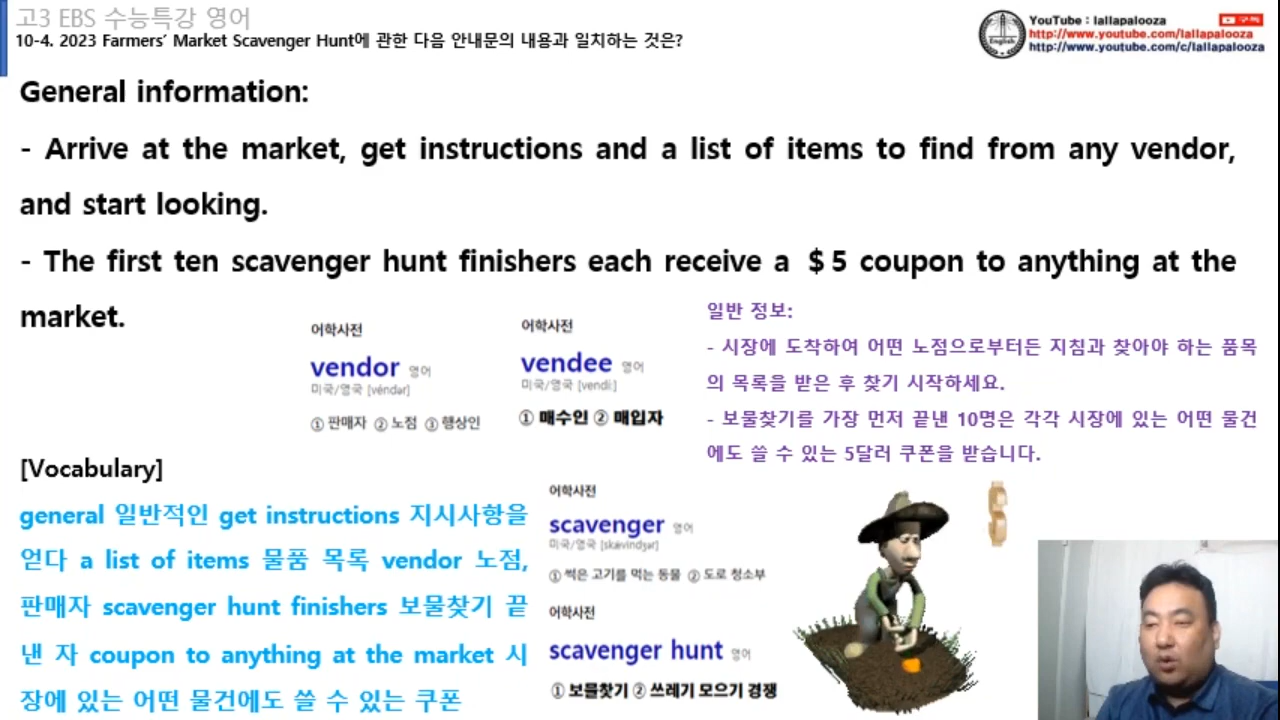 고3 EBS 수능특강 영어
10-4. 2023 Farmers’ Market Scavenger Hunt에 관한 다음 안내문의 내용과 일치하는 것은?
YouTube : lallapalooza
구독
http://www.youtube.com/lallapalooza
http://www.youtube.com/c/lallapalooza
English
General information:
- Arrive at the market, get instructions and a list of items to find from any vendor,
and start looking.
- The first ten scavenger hunt finishers each receive a $5 coupon to anything at the
market.
어학사전
vendor 영어
미국/영국 [véndər]
① 판매자 ② 노점 ③ 행상인
어학사전
vendee 영어
미국/영국 [vendíː]
① 매수인 ② 매입자
일반 정보:
- 시장에 도착하여 어떤 노점으로부터든 지침과 찾아야 하는 품목
의 목록을 받은 후 찾기 시작하세요.
- 보물찾기를 가장 먼저 끝낸 10명은 각각 시장에 있는 어떤 물건
에도 쓸 수 있는 5달러 쿠폰을 받습니다.
[Vocabulary]
general 일반적인 get instructions 지시사항을
얻다 a list of items 물품 목록 vendor 노점,
판매자 scavenger hunt finishers 보물찾기 끝
낸 자 coupon to anything at the market 시
장에 있는 어떤 물건에도 쓸 수 있는 쿠폰
어학사전
scavenger 영어
미국/영국 [skǽvindʒər]
① 썩은 고기를 먹는 동물 ② 도로 청소부
어학사전
scavenger hunt 영어
① 보물찾기 ② 쓰레기 모으기 경쟁
$